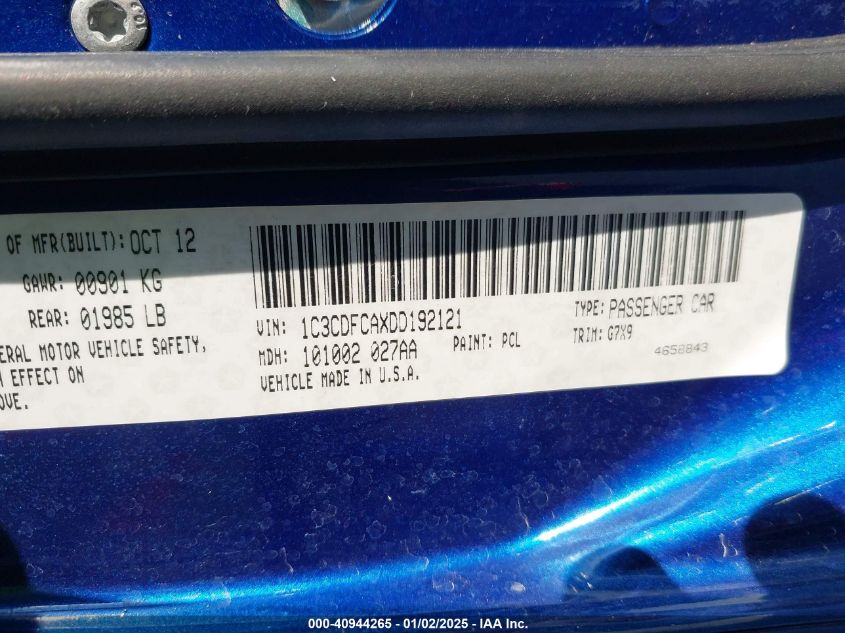 OF MFR(BUILT): OCT 12
GAWR: 00901 KG
REAR: 01985 LB
ERAL MOTOR VEHICLE SAFETY,
EFFECT ON
OVE.
VIN: 1C3CDFCAXDD192121
TYPE: PASSENGER CAR
MDH: 101002 027AA
PAINT: PCL
TRIM: G7X9
VEHICLE MADE IN U.S.A.
4658843
000-40944265 - 01/02/2025 - IAA Inc.